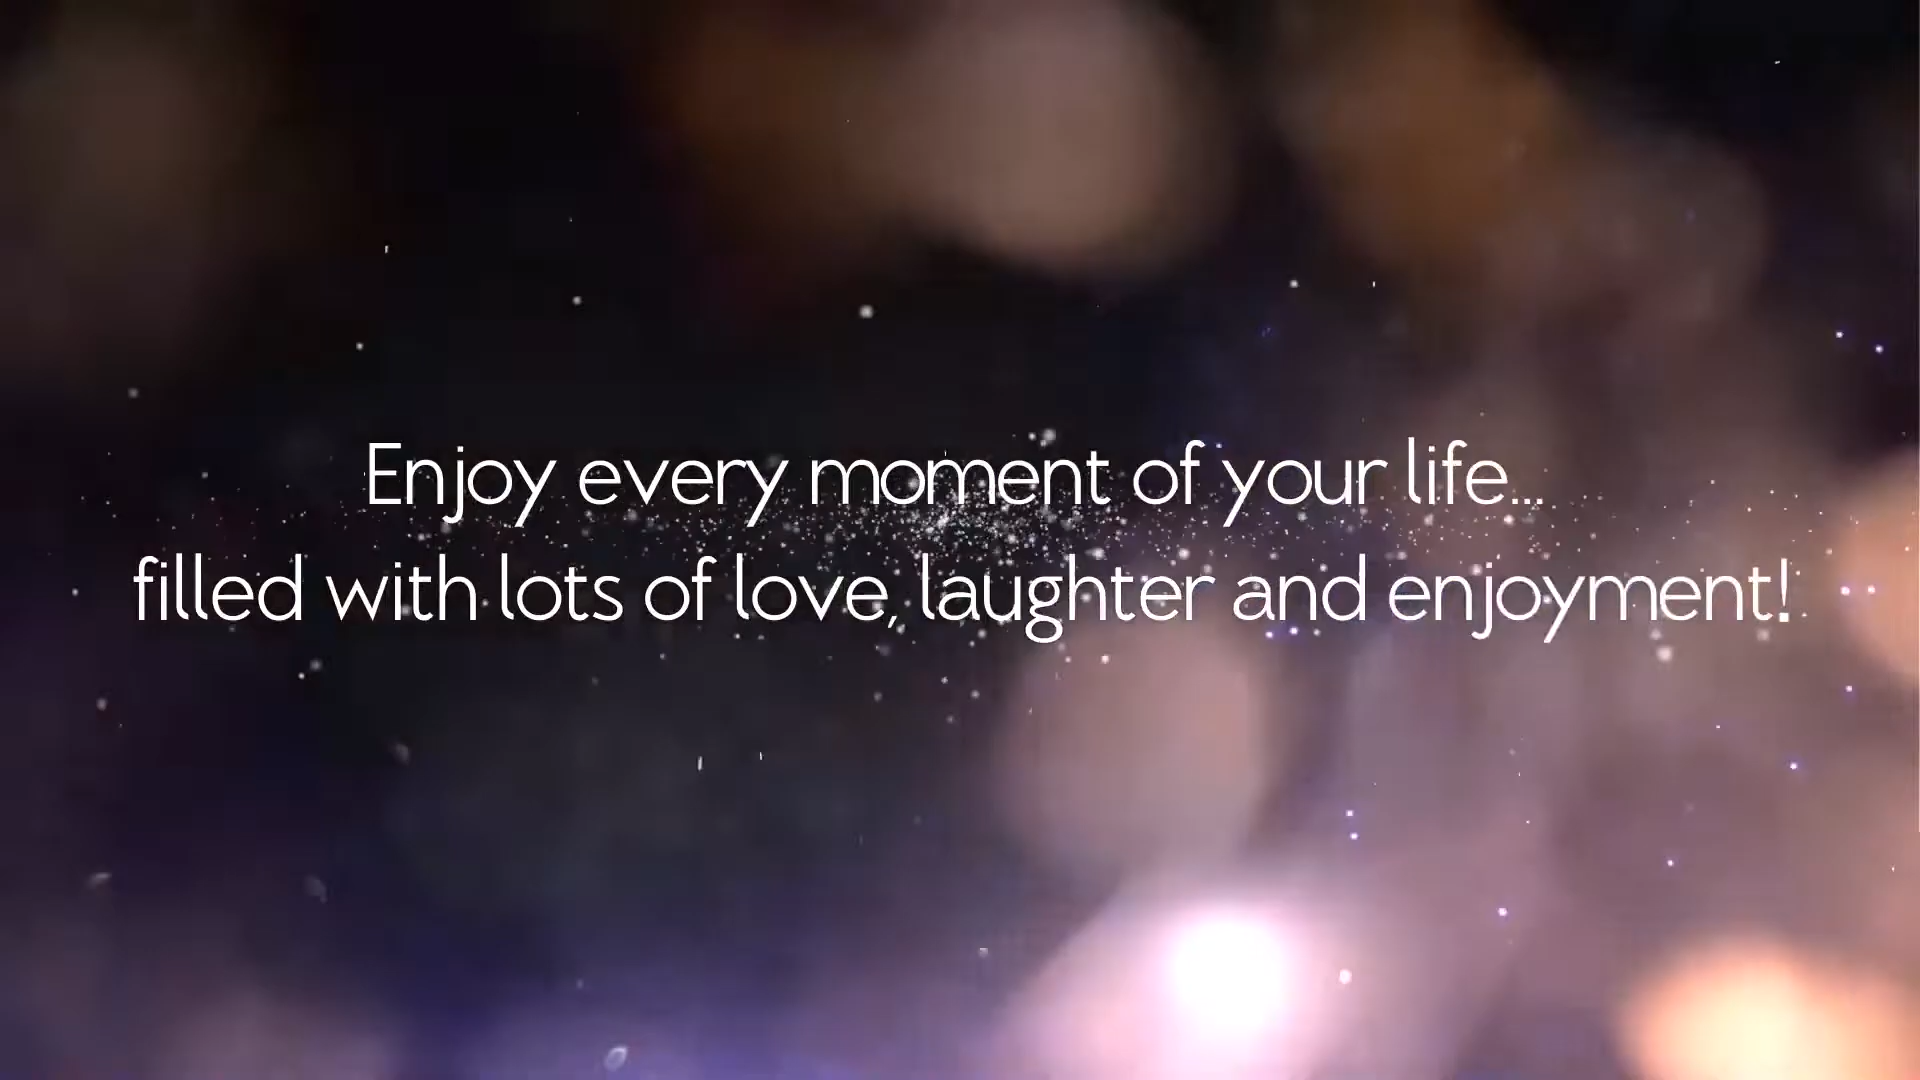 Enjoy every moment of your life...
filled with lots of love, laughter and enjoyment!